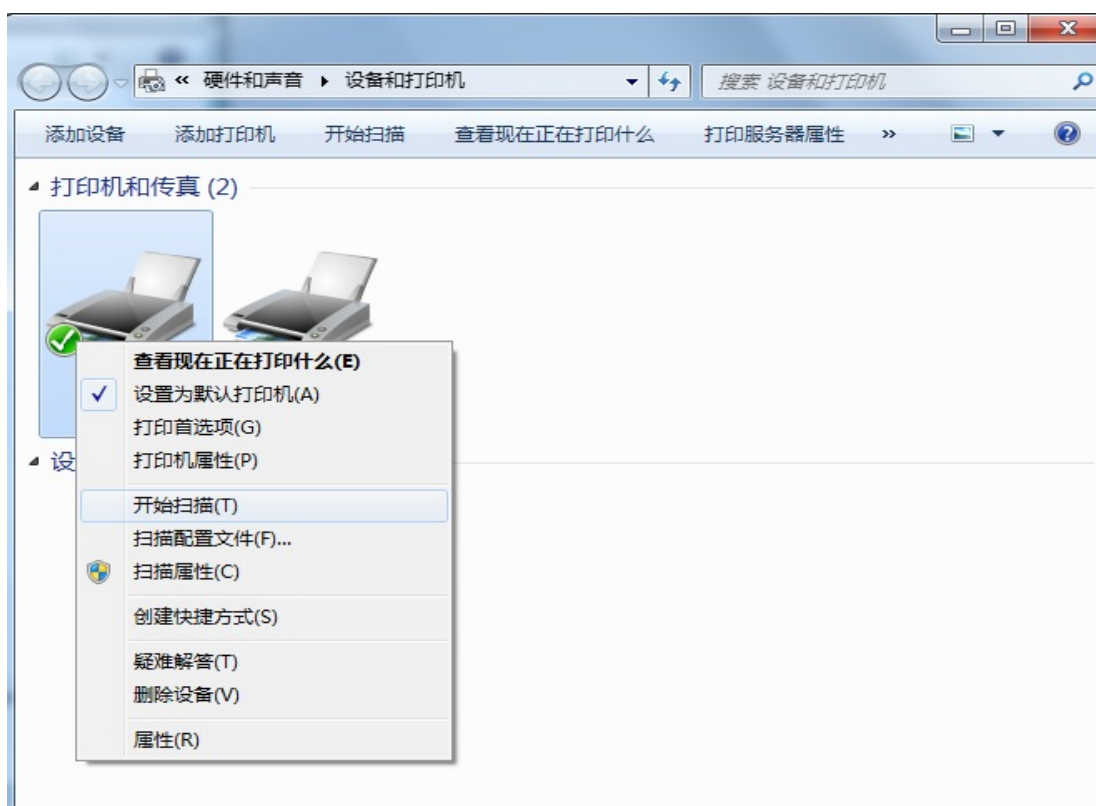 « 硬件和声音 ▸ 设备和打印机
搜索 设备和打印机
添加设备 添加打印机 开始扫描 查看现在正在打印什么 打印服务器属性 »
打印机和传真 (2)
查看现在正在打印什么(E)
设置为默认打印机(A)
打印首选项(G)
打印机属性(P)
设
开始扫描(T)
扫描配置文件(F)...
扫描属性(C)
创建快捷方式(S)
疑难解答(T)
删除设备(V)
属性(R)